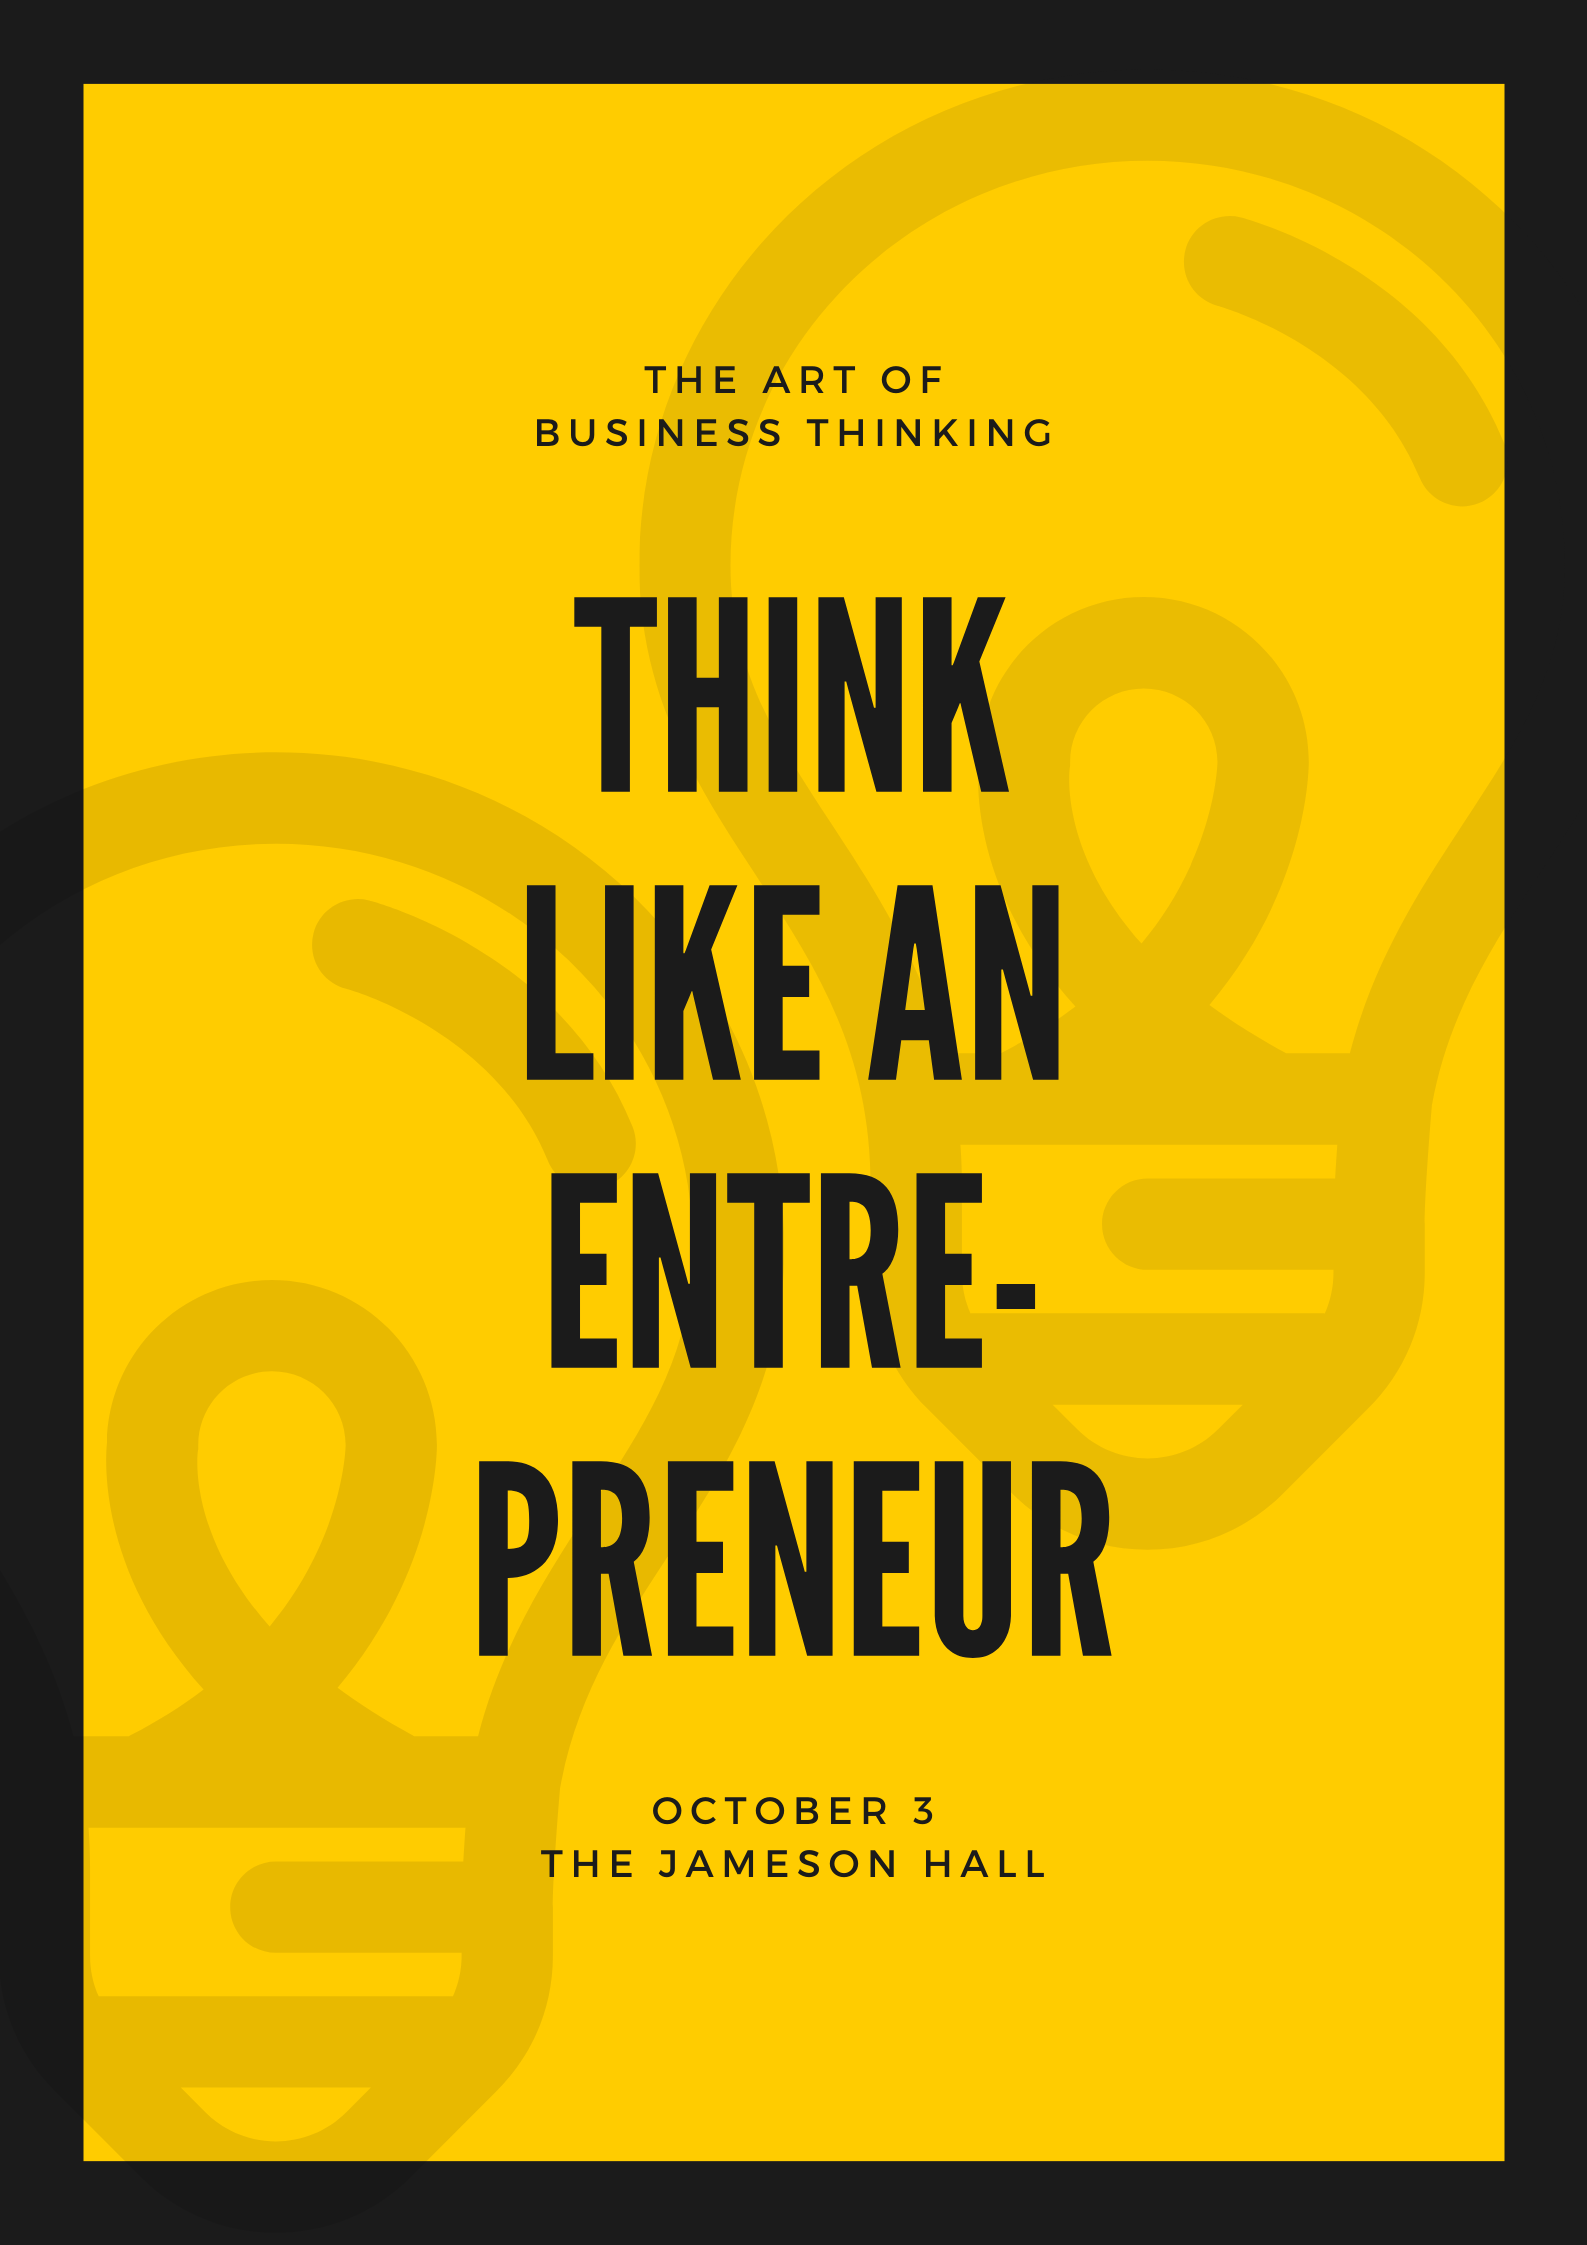 THE ART OF
BUSINESS THINKING
THINK
LIKE AN
ENTRE-
PRENEUR
OCTOBER 3
THE JAMESON HALL